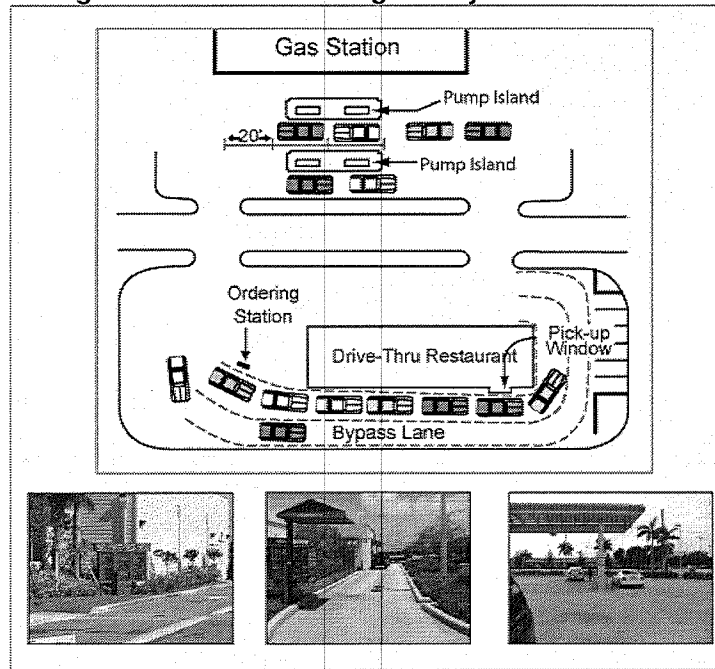 Gas Station
Pump Island
20'
Pump Island
Ordering
Station
Drive-Thru Restaurant
Pick-up
Window
Bypass Lane